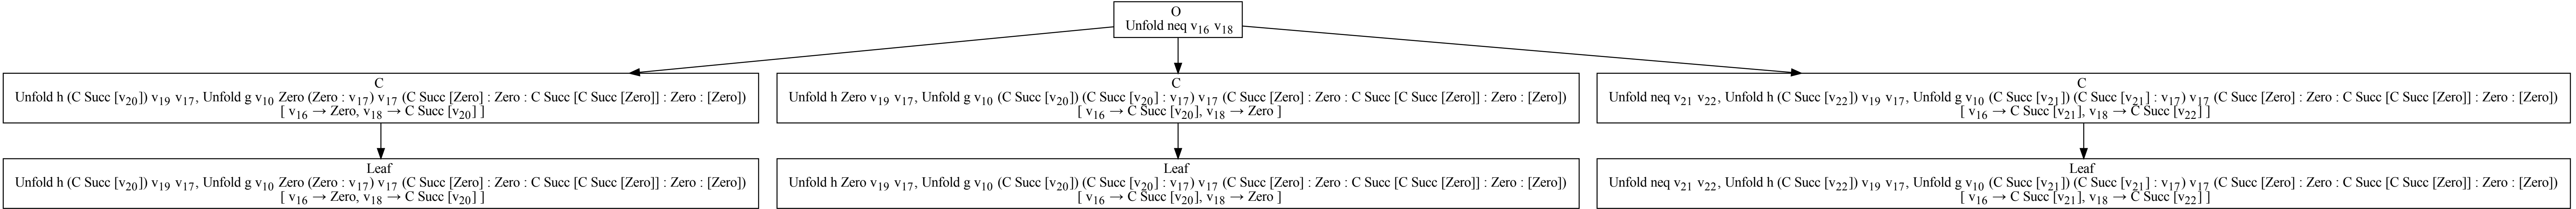 O
Unfold neq v₁₆ v₁₈
C
Unfold h (C Succ [v₂₀]) v₁₉ v₁₇, Unfold g v₁₀ Zero (Zero : v₁₇) v₁₇ (C Succ [Zero] : Zero : C Succ [C Succ [Zero]] : Zero : [Zero])
[ v₁₆ → Zero, v₁₈ → C Succ [v₂₀] ]
C
Unfold h Zero v₁₉ v₁₇, Unfold g v₁₀ (C Succ [v₂₀]) (C Succ [v₂₀] : v₁₇) v₁₇ (C Succ [Zero] : Zero : C Succ [C Succ [Zero]] : Zero : [Zero])
[ v₁₆ → C Succ [v₂₀], v₁₈ → Zero ]
C
Unfold neq v₂₁ v₂₂, Unfold h (C Succ [v₂₂]) v₁₉ v₁₇, Unfold g v₁₀ (C Succ [v₂₁]) (C Succ [v₂₁] : v₁₇) v₁₇ (C Succ [Zero] : Zero : C Succ [C Succ [Zero]] : Zero : [Zero])
[ v₁₆ → C Succ [v₂₁], v₁₈ → C Succ [v₂₂] ]
Leaf
Unfold h (C Succ [v₂₀]) v₁₉ v₁₇, Unfold g v₁₀ Zero (Zero : v₁₇) v₁₇ (C Succ [Zero] : Zero : C Succ [C Succ [Zero]] : Zero : [Zero])
[ v₁₆ → Zero, v₁₈ → C Succ [v₂₀] ]
Leaf
Unfold h Zero v₁₉ v₁₇, Unfold g v₁₀ (C Succ [v₂₀]) (C Succ [v₂₀] : v₁₇) v₁₇ (C Succ [Zero] : Zero : C Succ [C Succ [Zero]] : Zero : [Zero])
[ v₁₆ → C Succ [v₂₀], v₁₈ → Zero ]
Leaf
Unfold neq v₂₁ v₂₂, Unfold h (C Succ [v₂₂]) v₁₉ v₁₇, Unfold g v₁₀ (C Succ [v₂₁]) (C Succ [v₂₁] : v₁₇) v₁₇ (C Succ [Zero] : Zero : C Succ [C Succ [Zero]] : Zero : [Zero])
[ v₁₆ → C Succ [v₂₁], v₁₈ → C Succ [v₂₂] ]